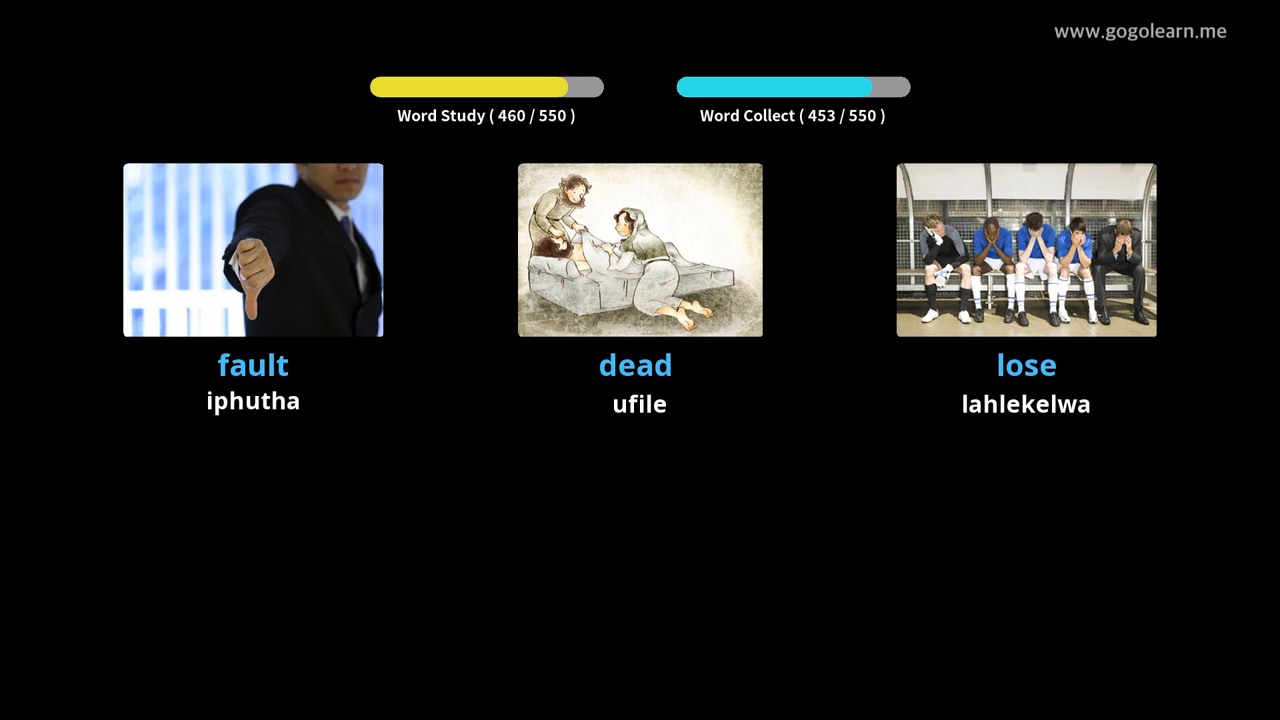 www.gogolearn.me
Word Study ( 460 / 550 )
Word Collect ( 453 / 550 )
fault
iphutha
dead
ufile
lose
lahlekelwa